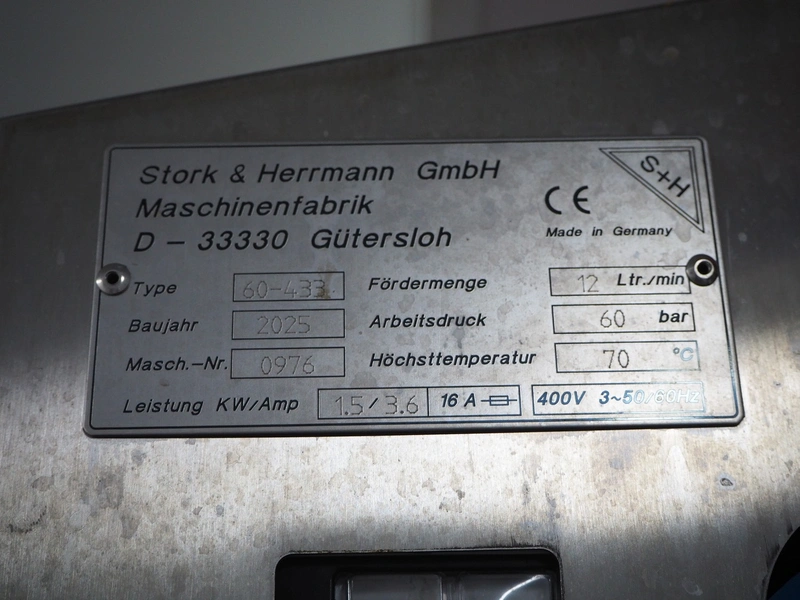 Stork & Herrmann GmbH
S+H
Maschinenfabrik
CE
D – 33330 Gütersloh
Made in Germany
Type 60-433 Fördermenge 12 Ltr./min
Baujahr 2025 Arbeitsdruck 60 bar
Masch.-Nr. 0976 Höchsttemperatur 70 °C
Leistung KW/Amp 1.5/3.6 16 A 400V 3~50/60Hz